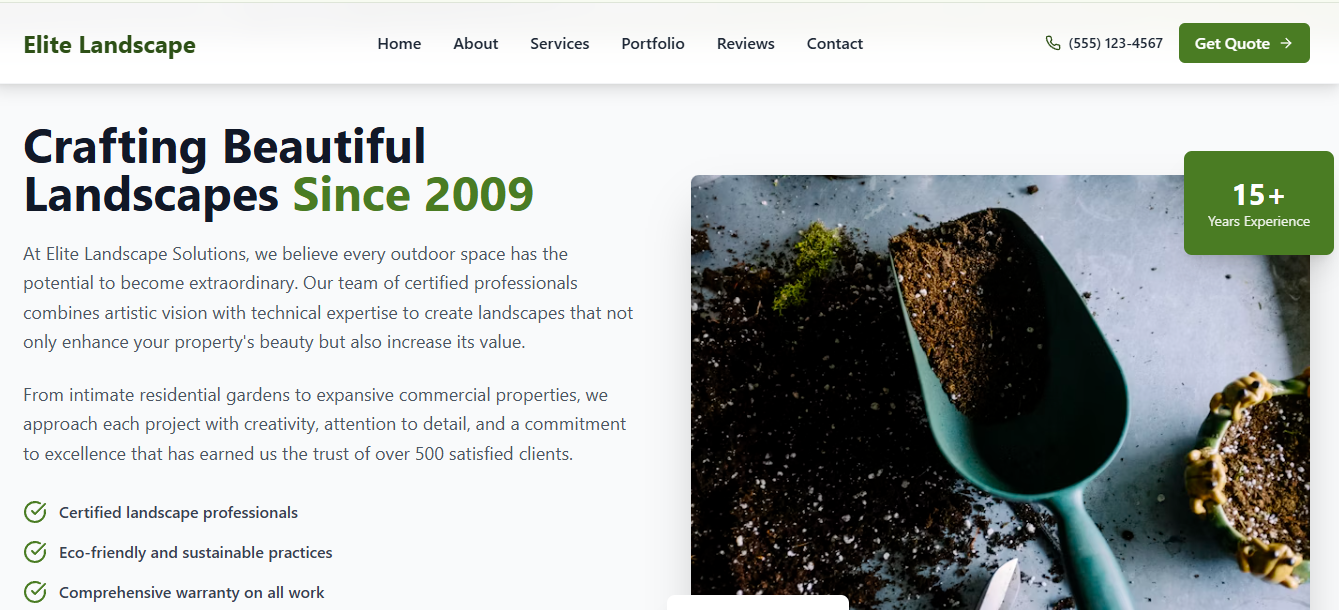 Elite Landscape
Home
About
Services
Portfolio
Reviews
Contact
(555) 123-4567
Get Quote
Crafting Beautiful
Landscapes Since 2009
At Elite Landscape Solutions, we believe every outdoor space has the
potential to become extraordinary. Our team of certified professionals
combines artistic vision with technical expertise to create landscapes that not
only enhance your property's beauty but also increase its value.
From intimate residential gardens to expansive commercial properties, we
approach each project with creativity, attention to detail, and a commitment
to excellence that has earned us the trust of over 500 satisfied clients.
Certified landscape professionals
Eco-friendly and sustainable practices
Comprehensive warranty on all work
15+
Years Experience